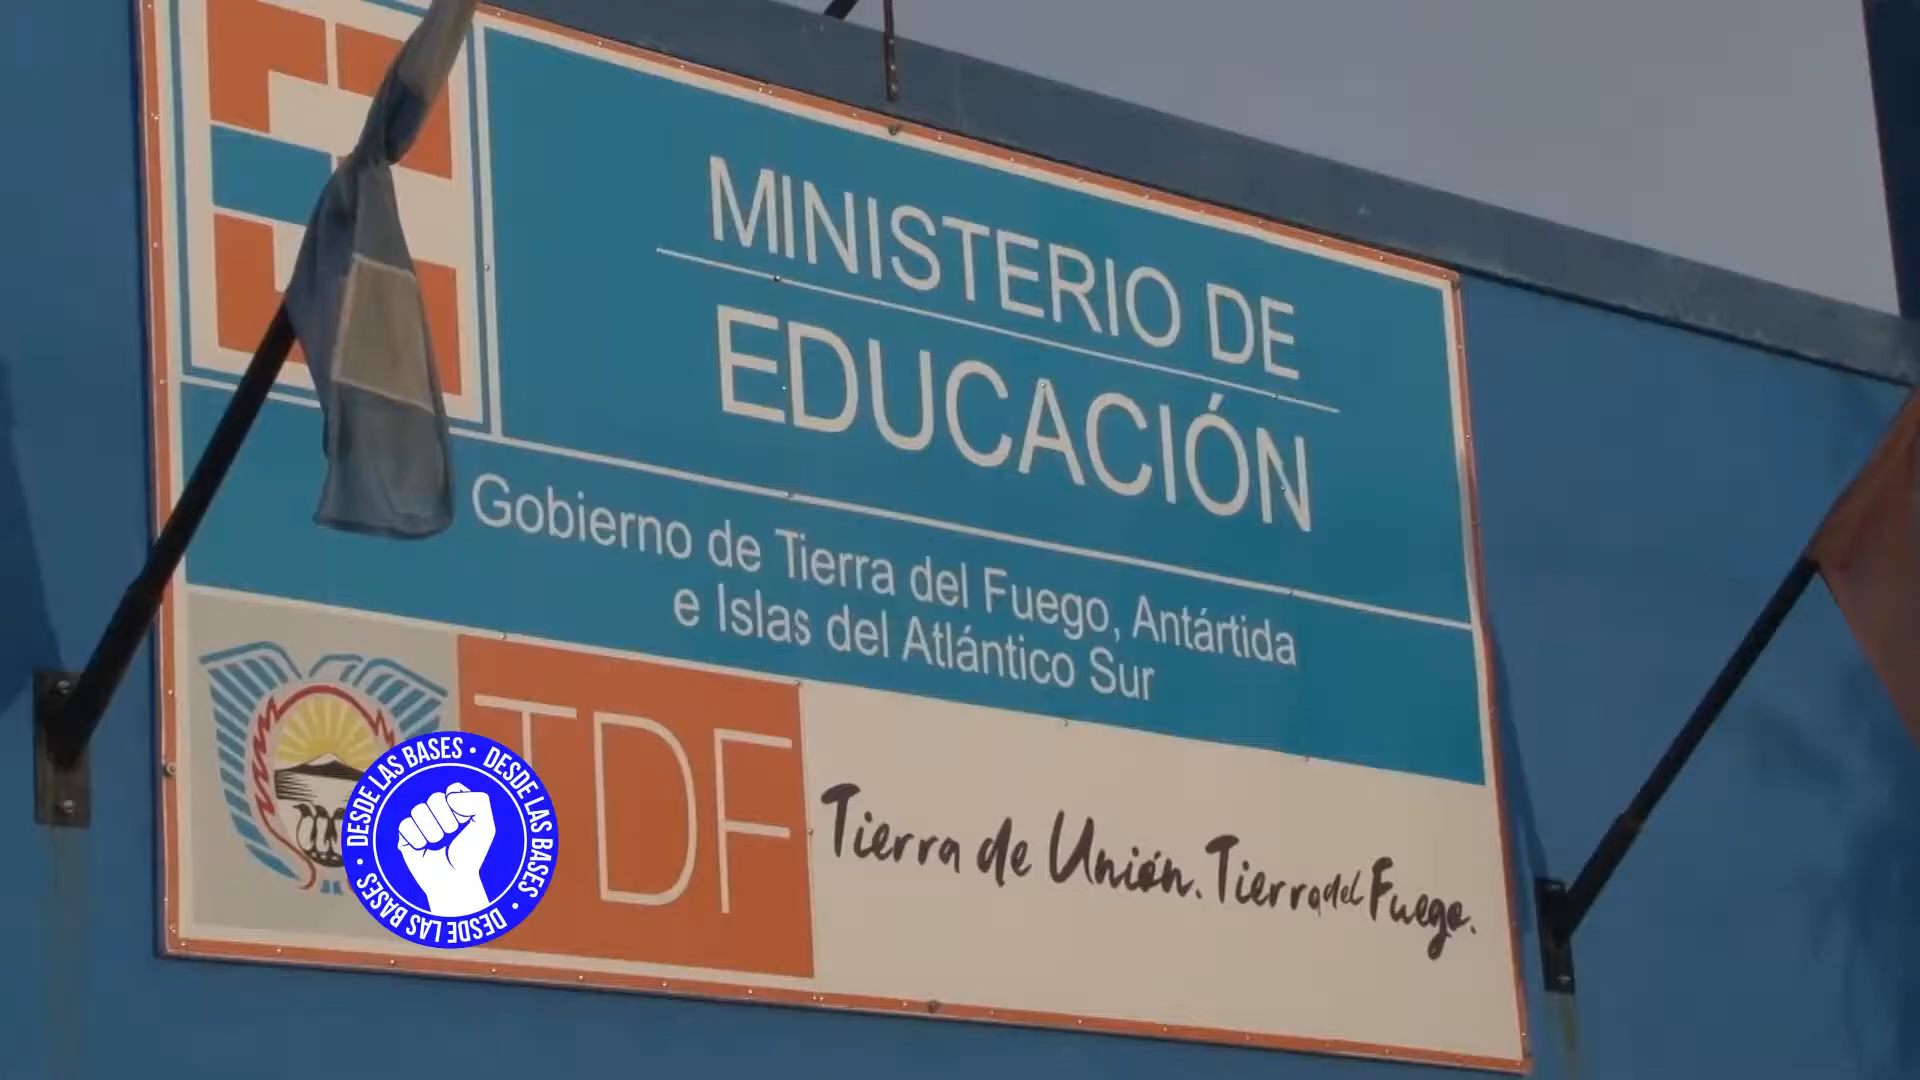 MINISTERIO DE
EDUCACIÓN
Gobierno de Tierra del Fuego, Antártida
e Islas del Atlántico Sur
TDF
Tierra de Unión. Tierra del Fuego.
DESDE LAS BASES • DESDE LAS BASES • DESDE LAS BASES •